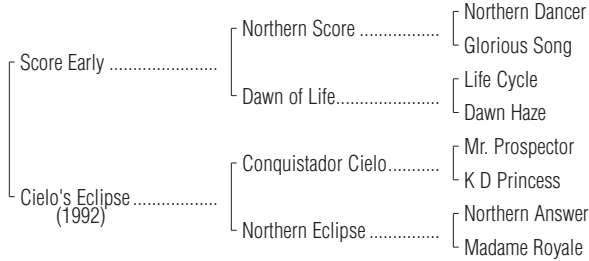 Northern Dancer
Northern Score ..................
Glorious Song
Score Early ........................
Life Cycle
Dawn of Life.......................
Dawn Haze
Mr. Prospector
Conquistador Cielo...........
K D Princess
Cielo's Eclipse ...................
(1992)
Northern Answer
Northern Eclipse ...............
Madame Royale